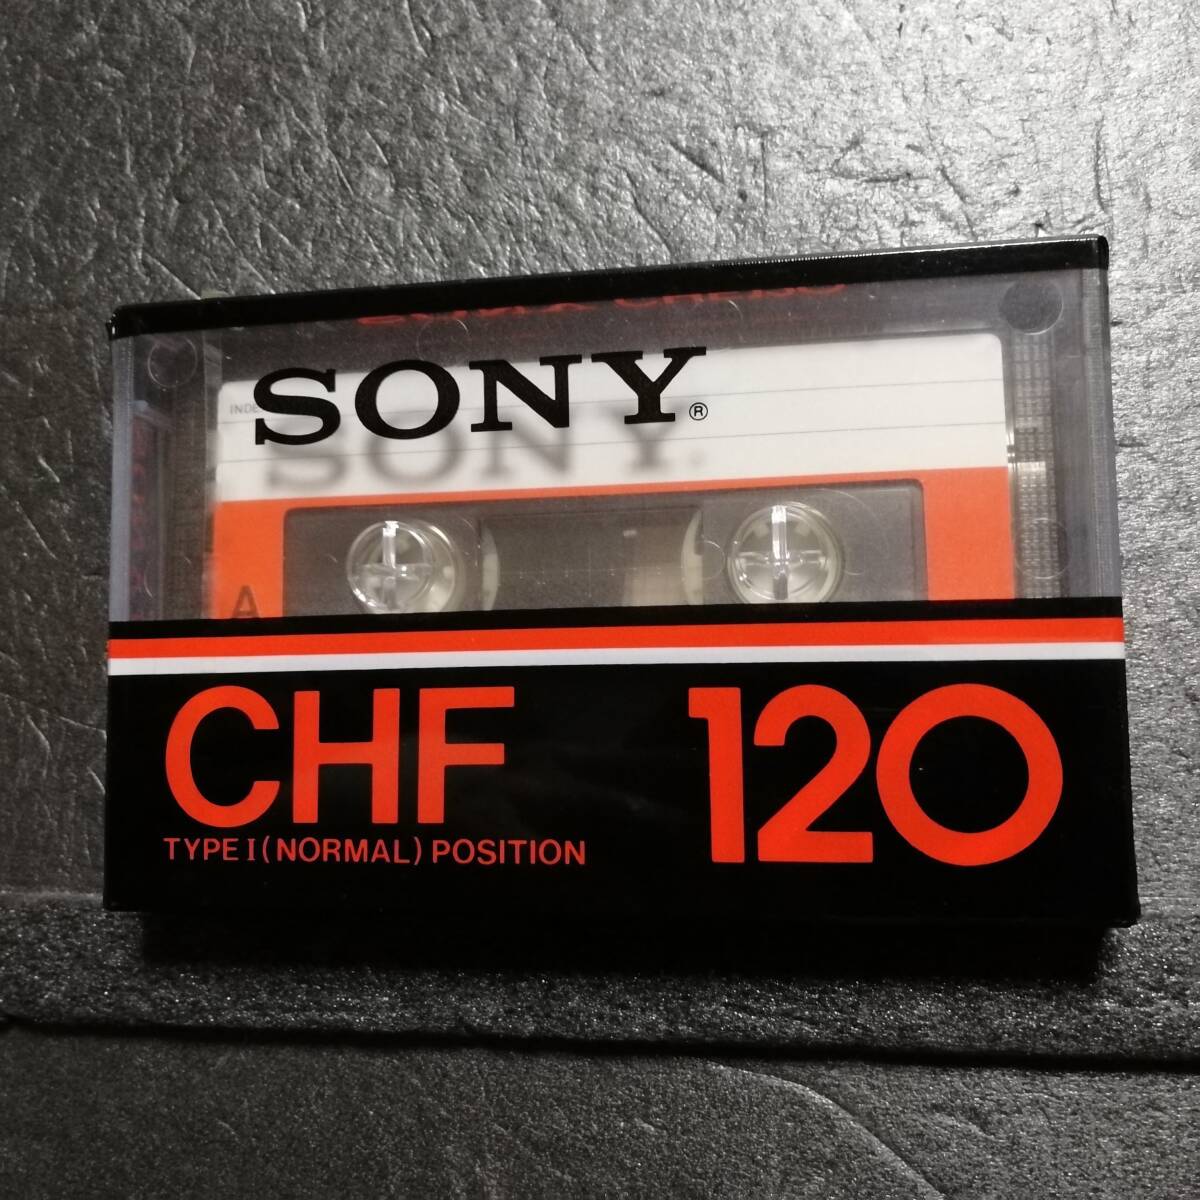 SONY®
A
CHF 120
TYPE I (NORMAL) POSITION